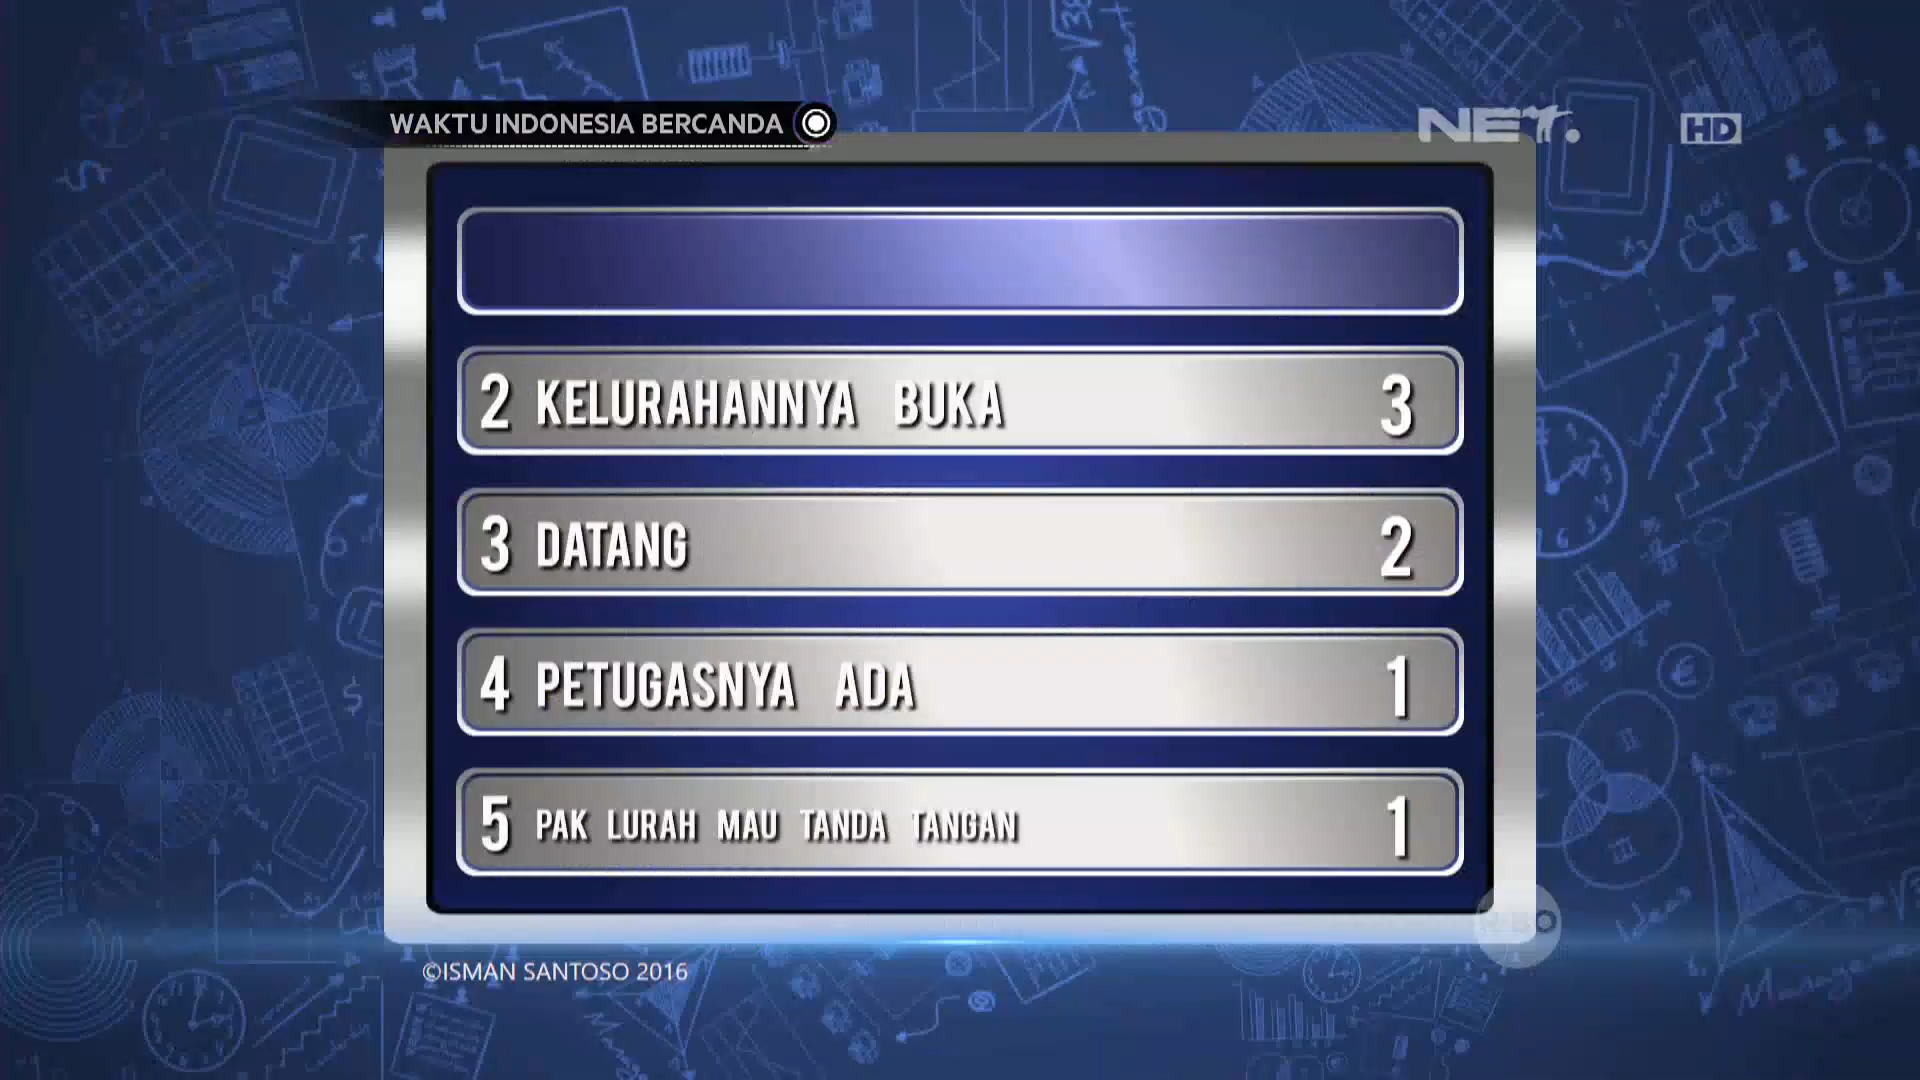 WAKTU INDONESIA BERCANDA
NET.
HD
2 KELURAHANNYA BUKA 3
3 DATANG 2
4 PETUGASNYA ADA 1
5 PAK LURAH MAU TANDA TANGAN 1
©ISMAN SANTOSO 2016